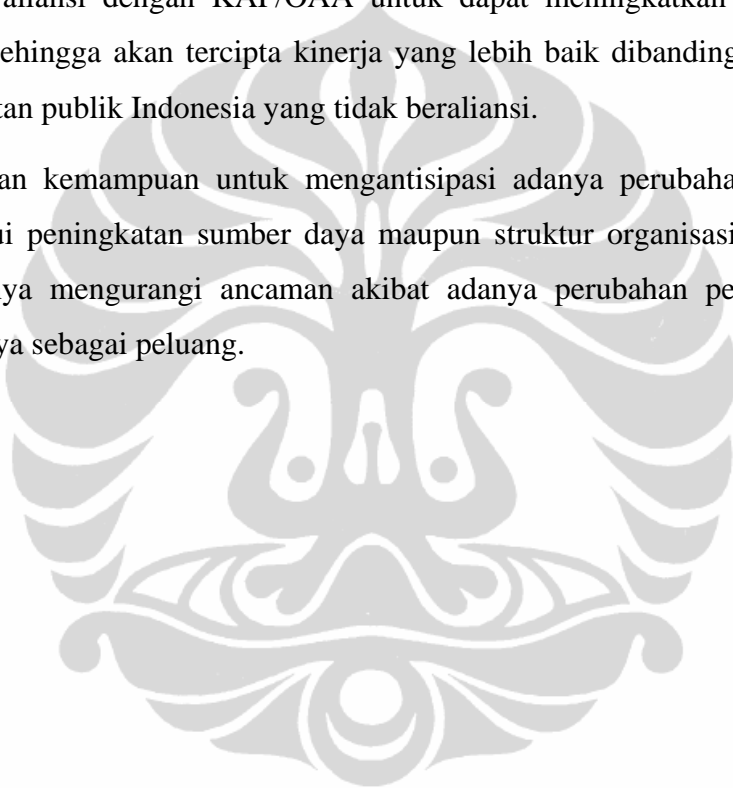 raliansi dengan KAP/OAA untuk dapat meningkatkan
ehingga akan tercipta kinerja yang lebih baik dibanding
tan publik Indonesia yang tidak beraliansi.
an kemampuan untuk mengantisipasi adanya perubaha
ui peningkatan sumber daya maupun struktur organisasi
ya mengurangi ancaman akibat adanya perubahan pe
ya sebagai peluang.